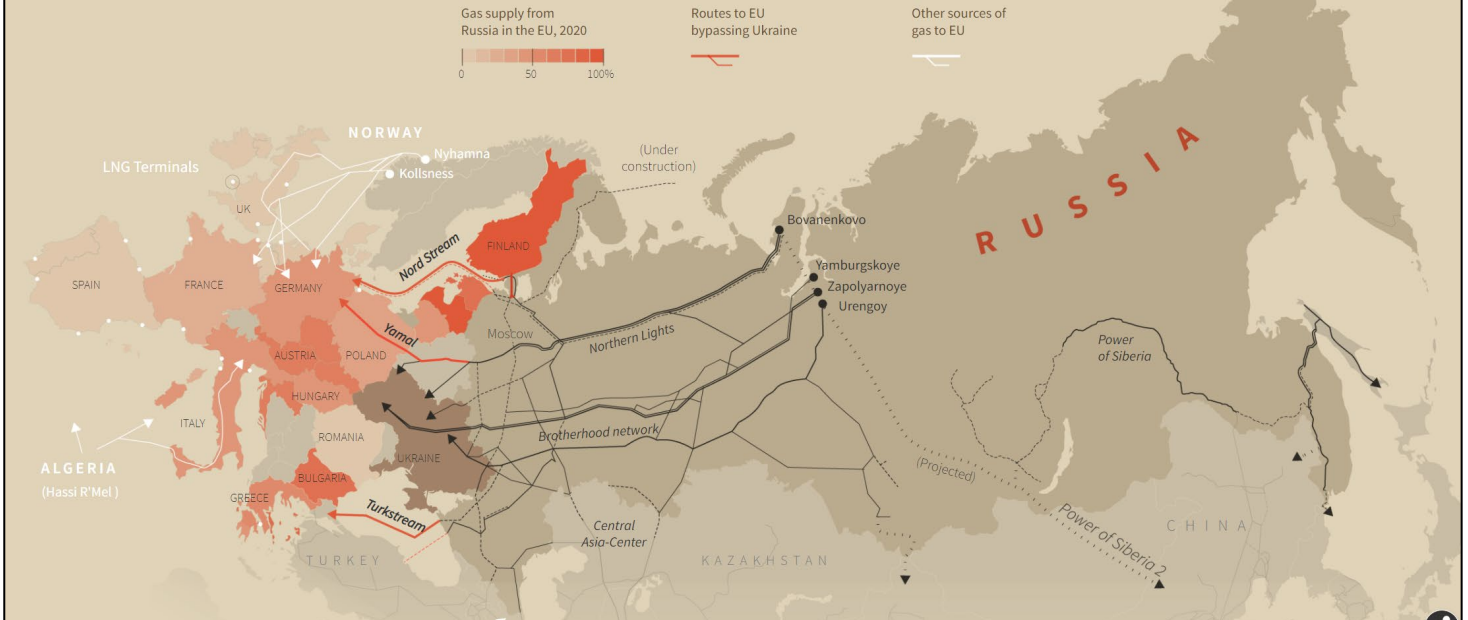 Gas supply from
Russia in the EU, 2020
0 50 100%
Routes to EU
bypassing Ukraine
Other sources of
gas to EU
NORWAY
Nyhamna
Kollsness
LNG Terminals
(Under
construction)
RUSSIA
UK
Bovanenkovo
FINLAND
Nord Stream
Yamburgskoye
Zapolyarnoye
Urengoy
SPAIN
FRANCE
GERMANY
Yamal
Moscow
Northern Lights
Power
of Siberia
AUSTRIA
POLAND
HUNGARY
ITALY
ROMANIA
Brotherhood network
UKRAINE
(Projected)
ALGERIA
(Hassi R'Mel )
BULGARIA
GREECE
Turkstream
Central
Asia-Center
Power of Siberia 2
CHINA
TURKEY
KAZAKHSTAN